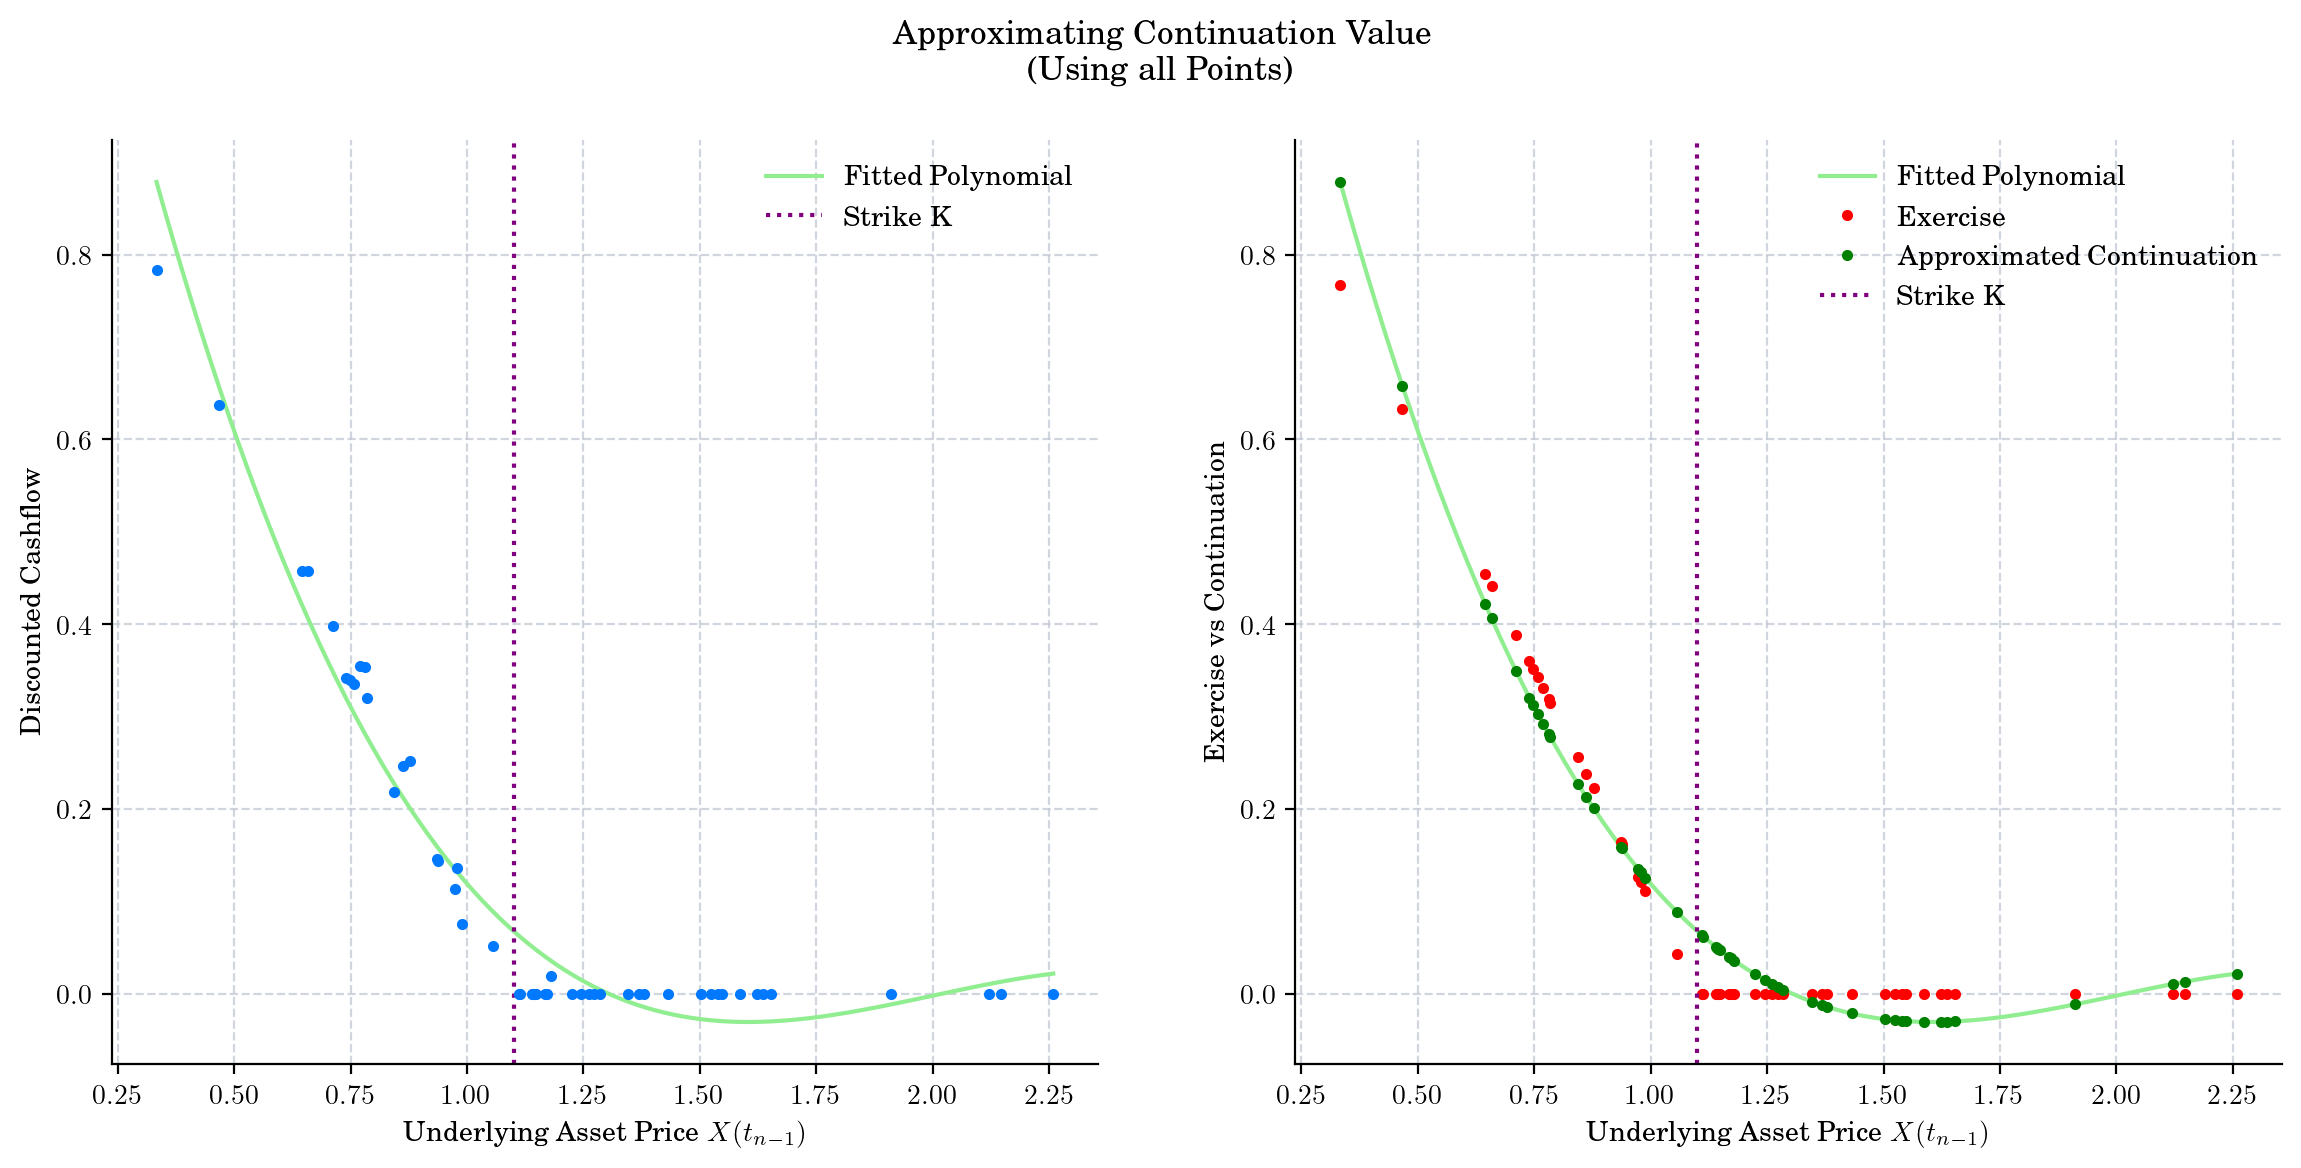 Approximating Continuation Value
(Using all Points)
Discounted Cashflow
0.8
0.6
0.4
0.2
0.0
0.25 0.50 0.75 1.00 1.25 1.50 1.75 2.00 2.25
Underlying Asset Price X(tₙ₋₁)
Fitted Polynomial
Strike K
Exercise vs Continuation
0.8
0.6
0.4
0.2
0.0
0.25 0.50 0.75 1.00 1.25 1.50 1.75 2.00 2.25
Underlying Asset Price X(tₙ₋₁)
Fitted Polynomial
Exercise
Approximated Continuation
Strike K